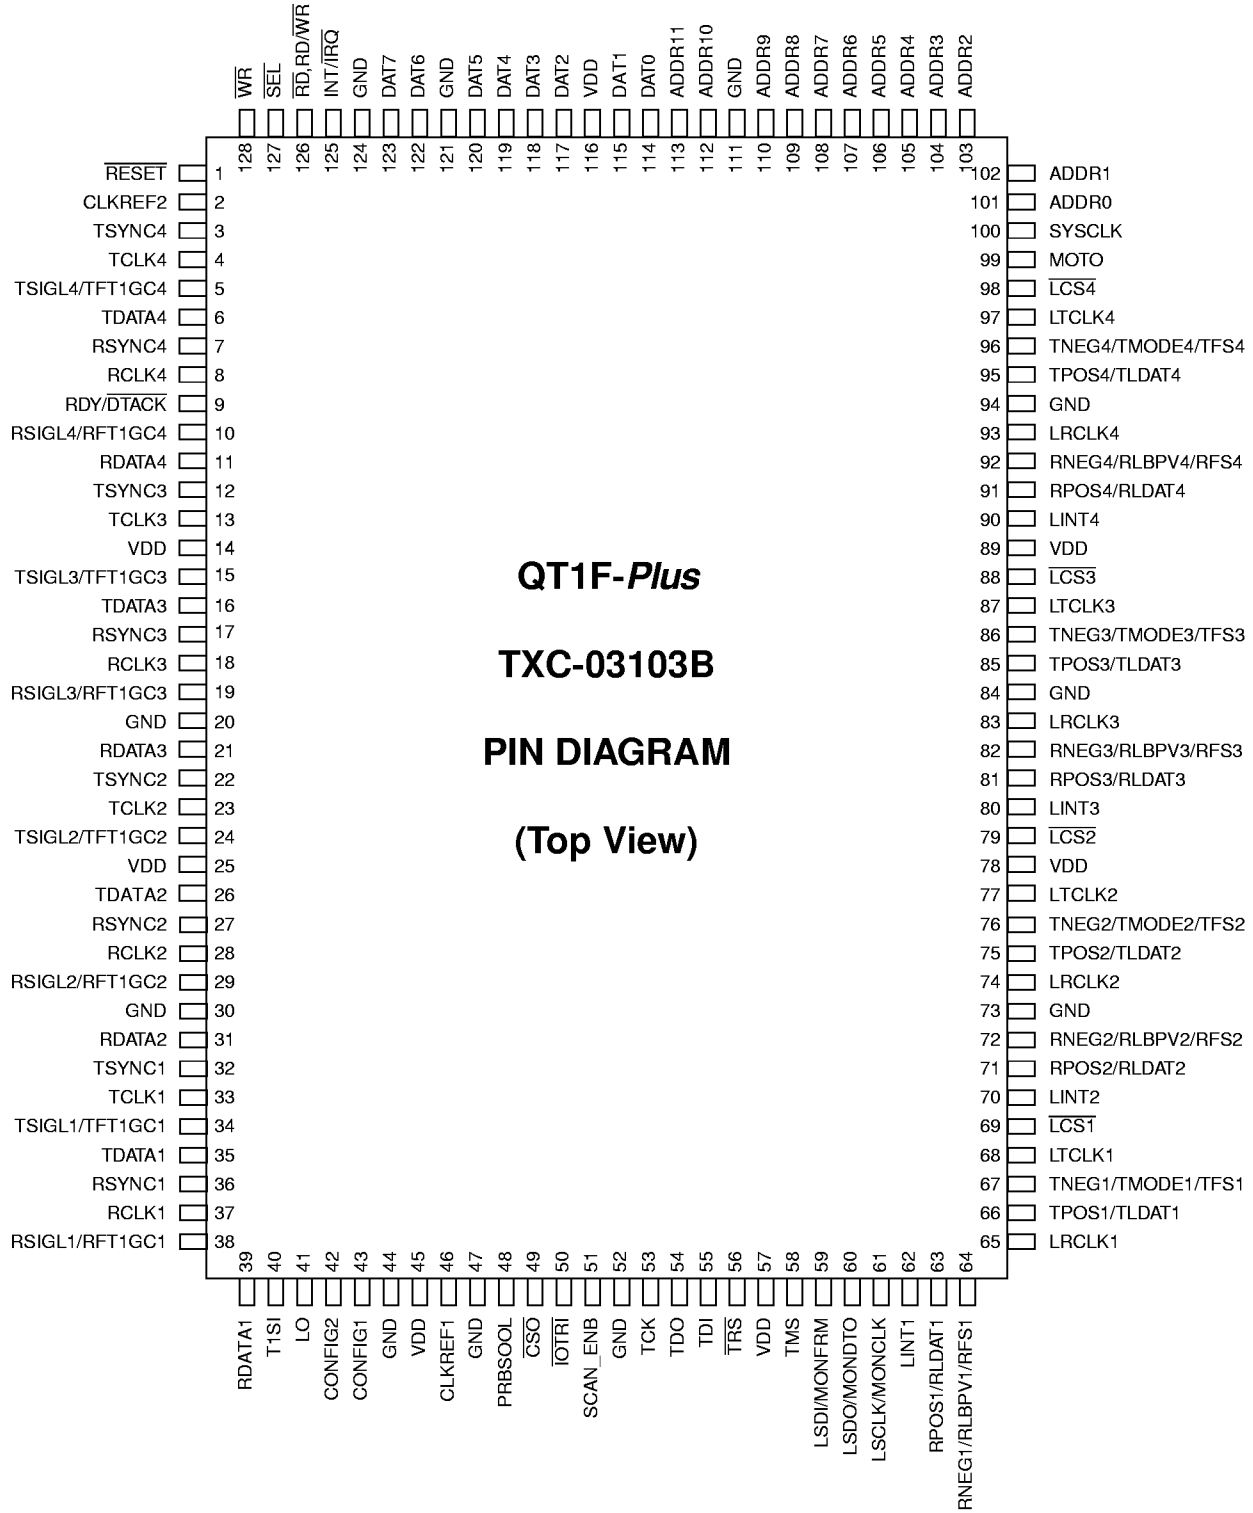 WR
SEL
RD,RD/WR
INT/IRQ
GND
DAT7
DAT6
GND
DAT5
DAT4
DAT3
DAT2
VDD
DAT1
DAT0
ADDR11
ADDR10
GND
ADDR9
ADDR8
ADDR7
ADDR6
ADDR5
ADDR4
ADDR3
ADDR2
128
127
126
125
124
123
122
121
120
119
118
117
116
115
114
113
112
111
110
109
108
107
106
105
104
103
RESET 1
CLKREF2 2
TSYNC4 3
TCLK4 4
TSIGL4/TFT1GC4 5
TDATA4 6
RSYNC4 7
RCLK4 8
RDY/DTACK 9
RSIGL4/RFT1GC4 10
RDATA4 11
TSYNC3 12
TCLK3 13
VDD 14
TSIGL3/TFT1GC3 15
TDATA3 16
RSYNC3 17
RCLK3 18
RSIGL3/RFT1GC3 19
GND 20
RDATA3 21
TSYNC2 22
TCLK2 23
TSIGL2/TFT1GC2 24
VDD 25
TDATA2 26
RSYNC2 27
RCLK2 28
RSIGL2/RFT1GC2 29
GND 30
RDATA2 31
TSYNC1 32
TCLK1 33
TSIGL1/TFT1GC1 34
TDATA1 35
RSYNC1 36
RCLK1 37
RSIGL1/RFT1GC1 38
QT1F-Plus
TXC-03103B
PIN DIAGRAM
(Top View)
102 ADDR1
101 ADDR0
100 SYSCLK
99 MOTO
98 LCS4
97 LTCLK4
96 TNEG4/TMODE4/TFS4
95 TPOS4/TLDAT4
94 GND
93 LRCLK4
92 RNEG4/RLBPV4/RFS4
91 RPOS4/RLDAT4
90 LINT4
89 VDD
88 LCS3
87 LTCLK3
86 TNEG3/TMODE3/TFS3
85 TPOS3/TLDAT3
84 GND
83 LRCLK3
82 RNEG3/RLBPV3/RFS3
81 RPOS3/RLDAT3
80 LINT3
79 LCS2
78 VDD
77 LTCLK2
76 TNEG2/TMODE2/TFS2
75 TPOS2/TLDAT2
74 LRCLK2
73 GND
72 RNEG2/RLBPV2/RFS2
71 RPOS2/RLDAT2
70 LINT2
69 LCS1
68 LTCLK1
67 TNEG1/TMODE1/TFS1
66 TPOS1/TLDAT1
65 LRCLK1
39
40
41
42
43
44
45
46
47
48
49
50
51
52
53
54
55
56
57
58
59
60
61
62
63
64
RDATA1
T1SI
LO
CONFIG2
CONFIG1
GND
VDD
CLKREF1
GND
PRBSOOL
CSO
IOTRI
SCAN_ENB
GND
TCK
TDO
TDI
TRS
VDD
TMS
LSDI/MONFRM
LSDO/MONDTO
LSCLK/MONCLK
LINT1
RPOS1/RLDAT1
RNEG1/RLBPV1/RFS1